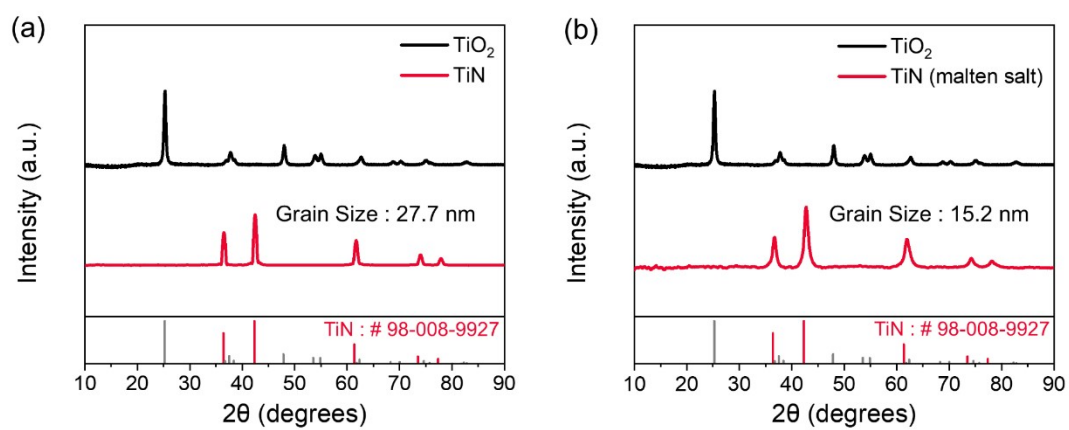 (a)
TiO₂
TiN
Intensity (a.u.)
Grain Size : 27.7 nm
TiN : # 98-008-9927
10 20 30 40 50 60 70 80 90
2θ (degrees)
(b)
TiO₂
TiN (malten salt)
Intensity (a.u.)
Grain Size : 15.2 nm
TiN : # 98-008-9927
10 20 30 40 50 60 70 80 90
2θ (degrees)